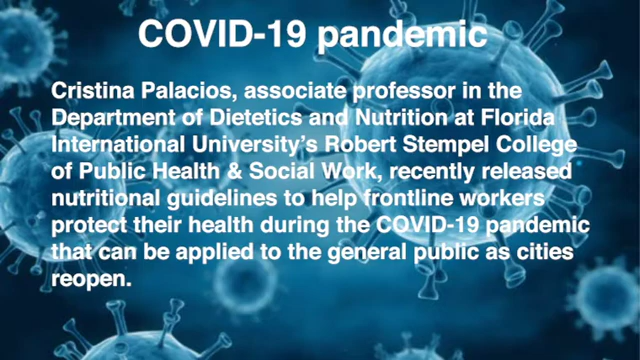 COVID-19 pandemic
Cristina Palacios, associate professor in the
Department of Dietetics and Nutrition at Florida
International University's Robert Stempel College
of Public Health & Social Work, recently released
nutritional guidelines to help frontline workers
protect their health during the COVID-19 pandemic
that can be applied to the general public as cities
reopen.